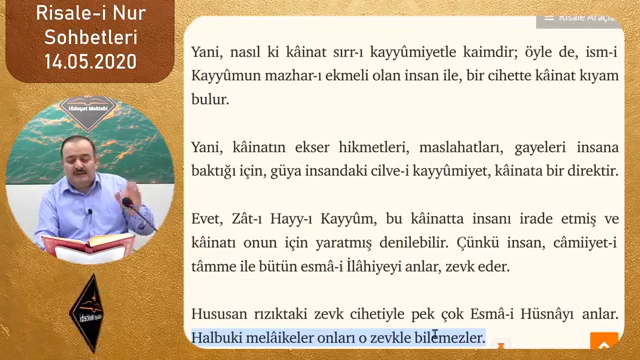 Risale-i Nur
Sohbetleri
14.05.2020
Risale Araçla
Hidayet Mektebi
Yani, nasıl ki kâinat sırr-ı kayyûmiyetle kaimdir; öyle de, ism-i
Kayyûmun mazhar-ı ekmeli olan insan ile, bir cihette kâinat kıyam
bulur.
Yani, kâinatın ekser hikmetleri, maslahatları, gayeleri insana
baktığı için, güya insandaki cilve-i kayyûmiyet, kâinata bir direktir.
Evet, Zât-ı Hayy-ı Kayyûm, bu kâinatta insanı irade etmiş ve
kâinatı onun için yaratmış denilebilir. Çünkü insan, câmiiyet-i
tâmme ile bütün esmâ-i İlâhiyeyi anlar, zevk eder.
Hususan rızıktaki zevk cihetiyle pek çok Esmâ-i Hüsnâyı anlar.
Halbuki melâikeler onları o zevkle bilemezler.